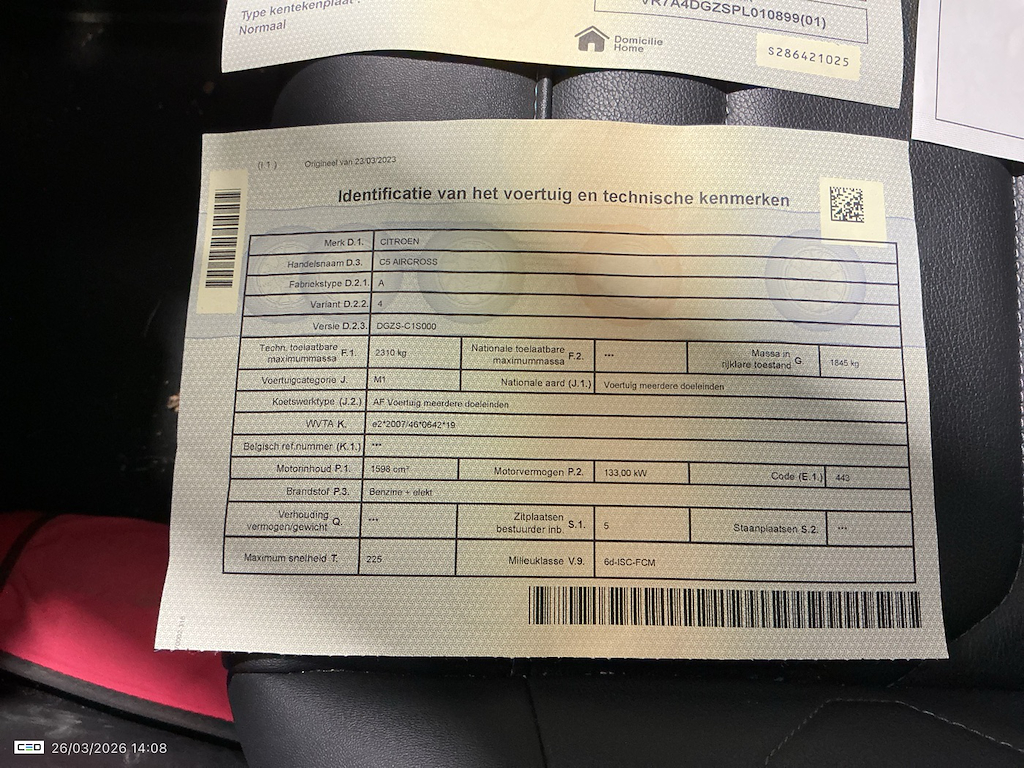 Type kentekenplaat :
Normaal
VR7A4DGZSPL010899(01)
Domicilie
Home
S286421025
(I 1 )
Origineel van 23/03/2023
Identificatie van het voertuig en technische kenmerken
Merk D.1. CITROEN
Handelsnaam D.3. C5 AIRCROSS
Fabriekstype D.2.1. A
Variant D.2.2. 4
Versie D.2.3. DGZS-C1S000
Techn. toelaatbare maximummassa F.1. 2310 kg Nationale toelaatbare maximummassa F.2. *** Massa in rijklare toestand G 1845 kg
Voertuigcategorie J. M1 Nationale aard (J.1.) Voertuig meerdere doeleinden
Koetswerktype (J.2.) AF Voertuig meerdere doeleinden
WVTA K. e2*2007/46*0642*19
Belgisch ref.nummer (K.1.) ***
Motorinhoud P.1. 1598 cm³ Motorvermogen P.2. 133,00 kW Code (E.1.) 443
Brandstof P.3. Benzine + elekt
Verhouding vermogen/gewicht Q. *** Zitplaatsen bestuurder inb. S.1. 5 Staanplaatsen S.2. ***
Maximum snelheid T. 225 Milieuklasse V.9. 6d-ISC-FCM
CEO 26/03/2026 14:08